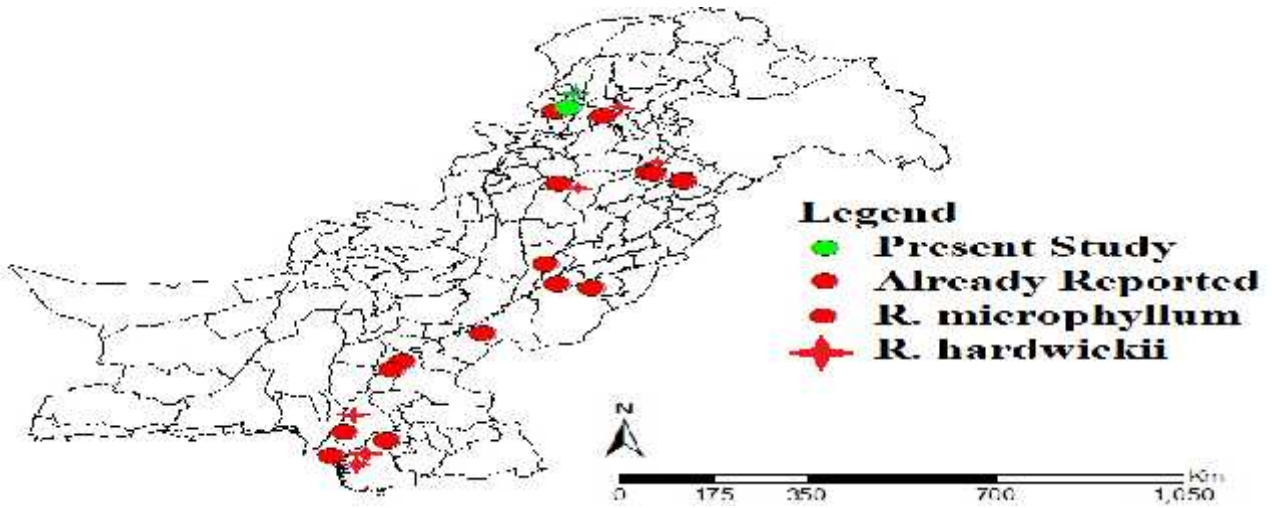 Legend
Present Study
Already Reported
R. microphyllum
R. hardwickii
N
Km
0 175 350 700 1,050